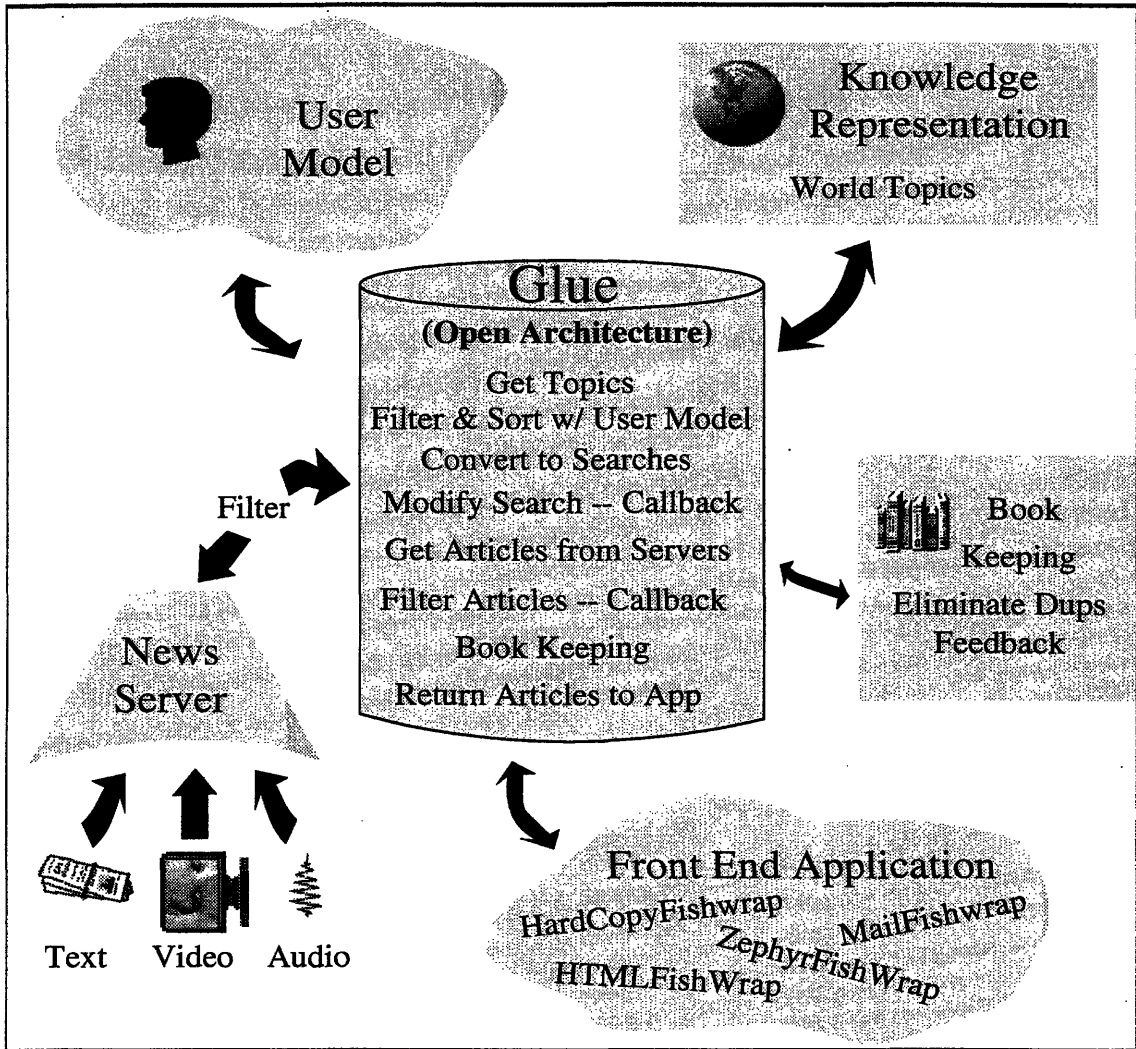 User
Model
Knowledge
Representation
World Topics
Glue
(Open Architecture)
Get Topics
Filter & Sort w/ User Model
Convert to Searches
Modify Search -- Callback
Get Articles from Servers
Filter Articles -- Callback
Book Keeping
Return Articles to App
Filter
News
Server
Text
Video
Audio
Book
Keeping
Eliminate Dups
Feedback
Front End Application
HardCopyFishwrap
MailFishwrap
ZephyrFishWrap
HTMLFishWrap